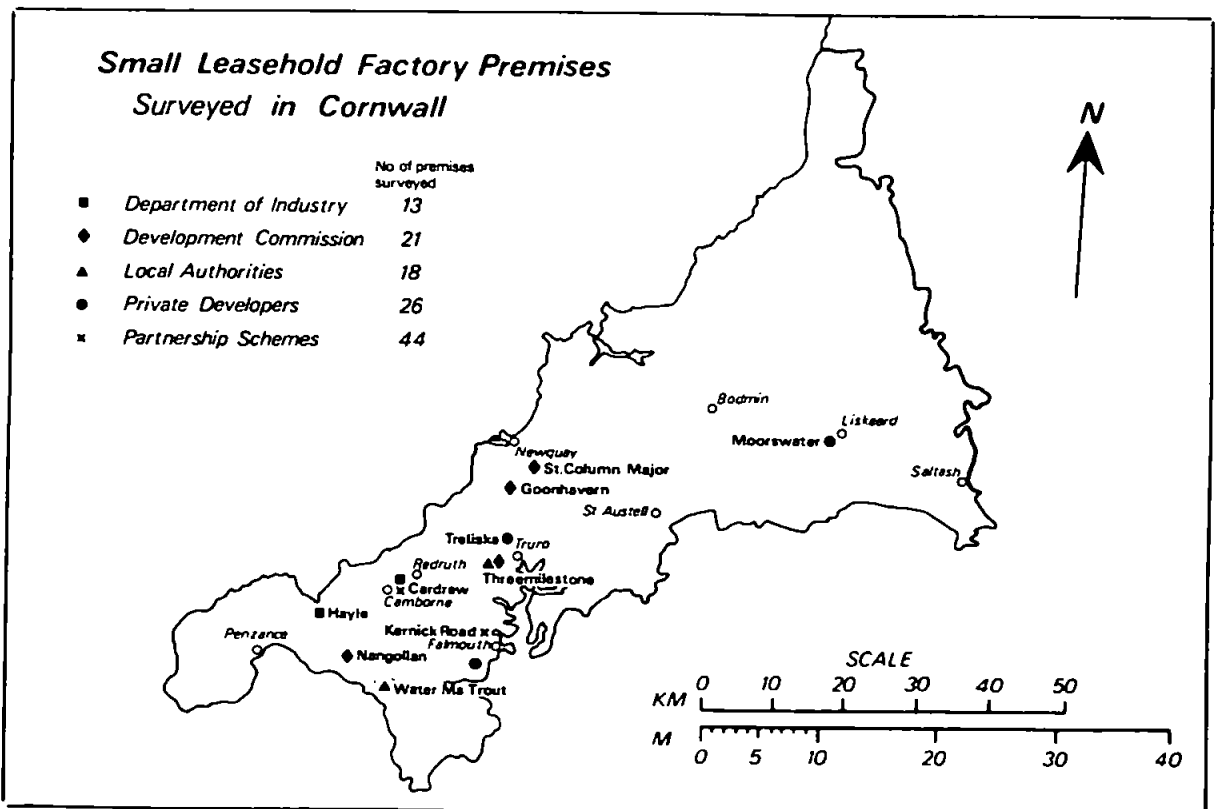 Small Leasehold Factory Premises
Surveyed in Cornwall
No of premises
surveyed
Department of Industry 13
Development Commission 21
Local Authorities 18
Private Developers 26
Partnership Schemes 44
N
Bodmin
Liskeard
Moorswater
Newquay
St. Column Major
Saltash
Goonhavern
St Austell
Treliske
Truro
Redruth
Threemilestone
Cardrew
Camborne
Hayle
Kernick Road
Penzance
Falmouth
Nangollan
Water Ma Trout
SCALE
KM 0 10 20 30 40 50
M
0 5 10 20 30 40